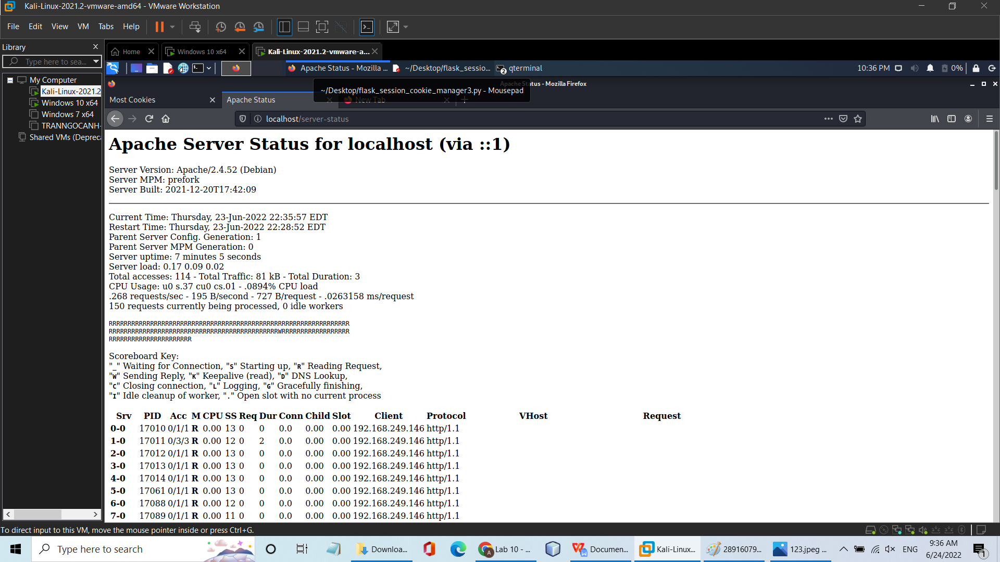 Kali-Linux-2021.2-vmware-amd64 - VMware Workstation
File Edit View VM Tabs Help
Library
Type here to sea...
My Computer
Kali-Linux-2021.2
Windows 10 x64
Windows 7 x64
TRANNGOCANH-
Shared VMs (Depreca
Home
Windows 10 x64
Kali-Linux-2021.2-vmware-a...
Apache Status - Mozilla ...
~/Desktop/flask_sessio...
2 qterminal
10:36 PM
0%
Apache Status - Mozilla Firefox
~/Desktop/flask_session_cookie_manager3.py - Mousepad
Most Cookies
Apache Status
New Tab
localhost/server-status
Apache Server Status for localhost (via ::1)
Server Version: Apache/2.4.52 (Debian)
Server MPM: prefork
Server Built: 2021-12-20T17:42:09
Current Time: Thursday, 23-Jun-2022 22:35:57 EDT
Restart Time: Thursday, 23-Jun-2022 22:28:52 EDT
Parent Server Config. Generation: 1
Parent Server MPM Generation: 0
Server uptime: 7 minutes 5 seconds
Server load: 0.17 0.09 0.02
Total accesses: 114 - Total Traffic: 81 kB - Total Duration: 3
CPU Usage: u0 s.37 cu0 cs.01 - .0894% CPU load
.268 requests/sec - 195 B/second - 727 B/request - .0263158 ms/request
150 requests currently being processed, 0 idle workers
RRRRRRRRRRRRRRRRRRRRRRRRRRRRRRRRRRRRRRRRRRRRRRRRRRRRRRRRRRRRRRRR
RRRRRRRRRRRRRRRRRRRRRRRRRRRRRRRRRRRRRRRRRRRRRWRRRRRRRRRRRRRRRRRR
RRRRRRRRRRRRRRRRRRRRRR
Scoreboard Key:
"_" Waiting for Connection, "S" Starting up, "R" Reading Request,
"W" Sending Reply, "K" Keepalive (read), "D" DNS Lookup,
"C" Closing connection, "L" Logging, "G" Gracefully finishing,
"I" Idle cleanup of worker, "." Open slot with no current process
Srv PID Acc M CPU SS Req Dur Conn Child Slot Client Protocol VHost Request
0-0 17010 0/1/1 R 0.00 13 0 0 0.0 0.00 0.00 192.168.249.146 http/1.1
1-0 17011 0/3/3 R 0.00 12 0 2 0.0 0.00 0.00 192.168.249.146 http/1.1
2-0 17012 0/1/1 R 0.00 13 0 0 0.0 0.00 0.00 192.168.249.146 http/1.1
3-0 17013 0/1/1 R 0.00 13 0 0 0.0 0.00 0.00 192.168.249.146 http/1.1
4-0 17014 0/1/1 R 0.00 13 0 0 0.0 0.00 0.00 192.168.249.146 http/1.1
5-0 17061 0/1/1 R 0.00 13 0 0 0.0 0.00 0.00 192.168.249.146 http/1.1
6-0 17088 0/1/1 R 0.00 12 0 0 0.0 0.00 0.00 192.168.249.146 http/1.1
7-0 17089 0/1/1 R 0.00 11 0 0 0.0 0.00 0.00 192.168.249.146 http/1.1
To direct input to this VM, move the mouse pointer inside or press Ctrl+G.
Type here to search
Downloa...
Lab 10 - ...
Documen...
Kali-Linux...
28916079...
123.jpeg ...
ENG
9:36 AM
6/24/2022
1